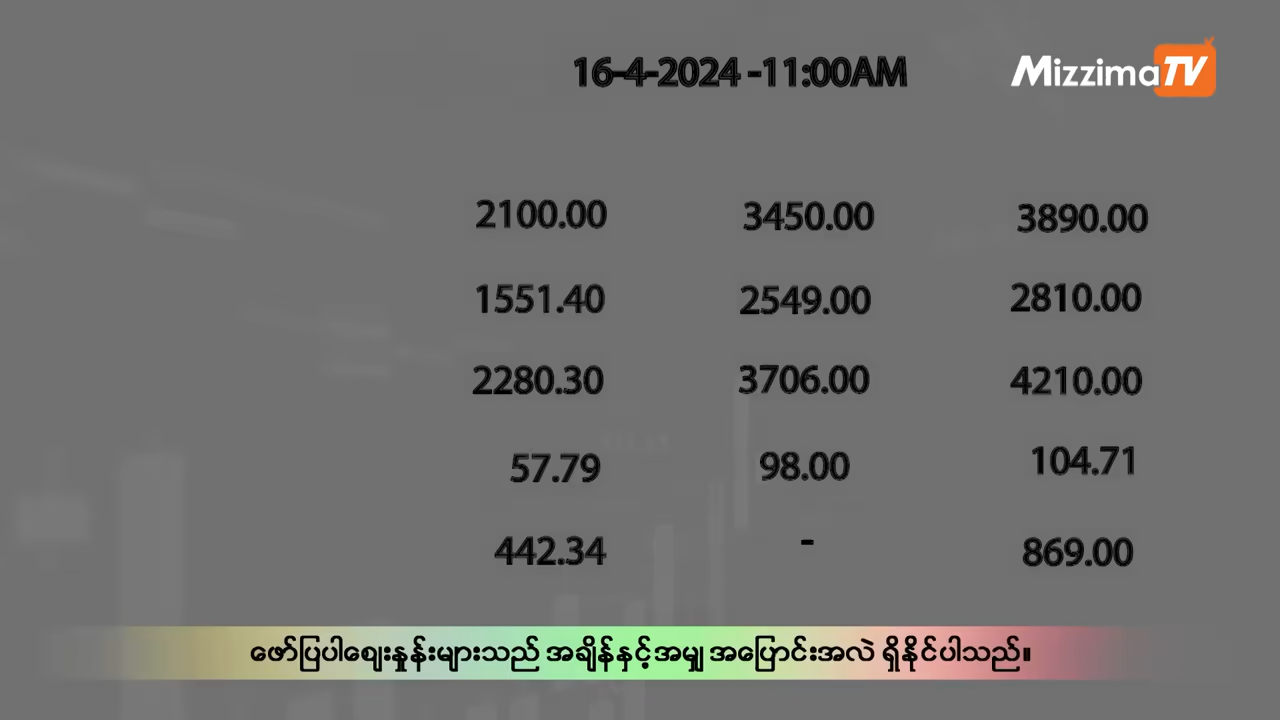 16-4-2024 -11:00AM
MizzimaTV
2100.00 3450.00 3890.00
1551.40 2549.00 2810.00
2280.30 3706.00 4210.00
57.79 98.00 104.71
442.34 - 869.00
ဖော်ပြပါဈေးနှုန်းများသည် အချိန်နှင့်အမျှ အပြောင်းအလဲ ရှိနိုင်ပါသည်။